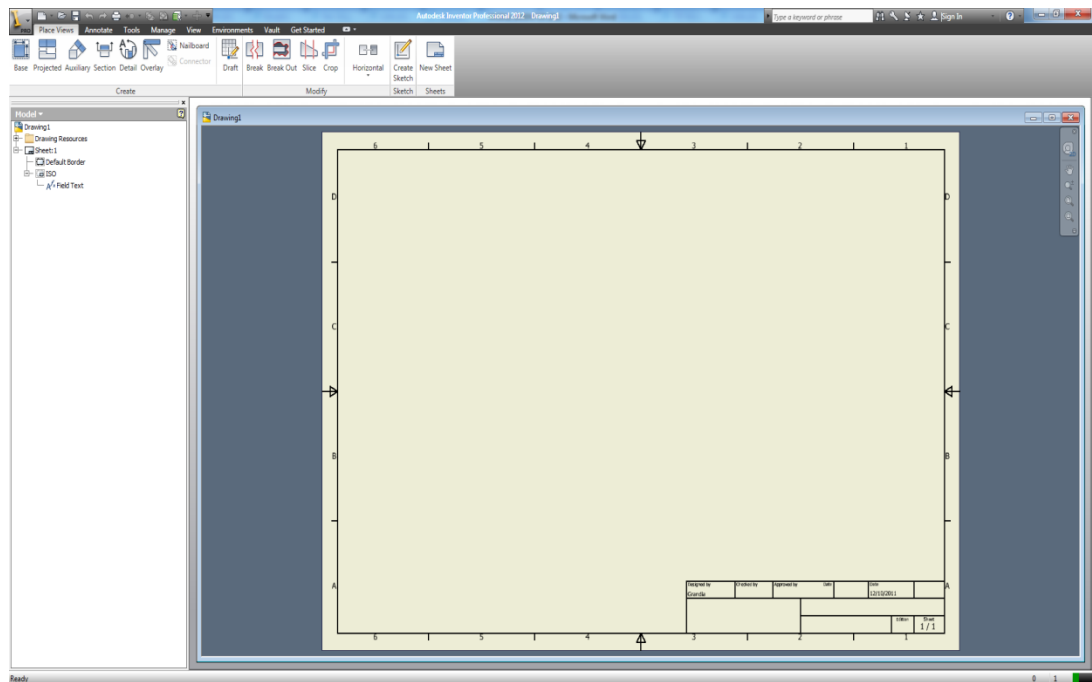 Autodesk Inventor Professional 2012 Drawing1
Type a keyword or phrase
Sign In
PRO
Place Views Annotate Tools Manage View Environments Vault Get Started
Base Projected Auxiliary Section Detail Overlay
Nailboard
Connector
Draft Break Break Out Slice Crop
Horizontal
Create Sketch
New Sheet
Create Modify Sketch Sheets
Model
Drawing1
Drawing Resources
Sheet:1
Default Border
ISO
Field Text
Drawing1
6 5 4 3 2 1
D D
C C
B B
A A
Designed by Checked by Approved by Date Date
Grandia 12/10/2011
Edition Sheet
1 / 1
6 5 4 3 2 1
Ready 0 1